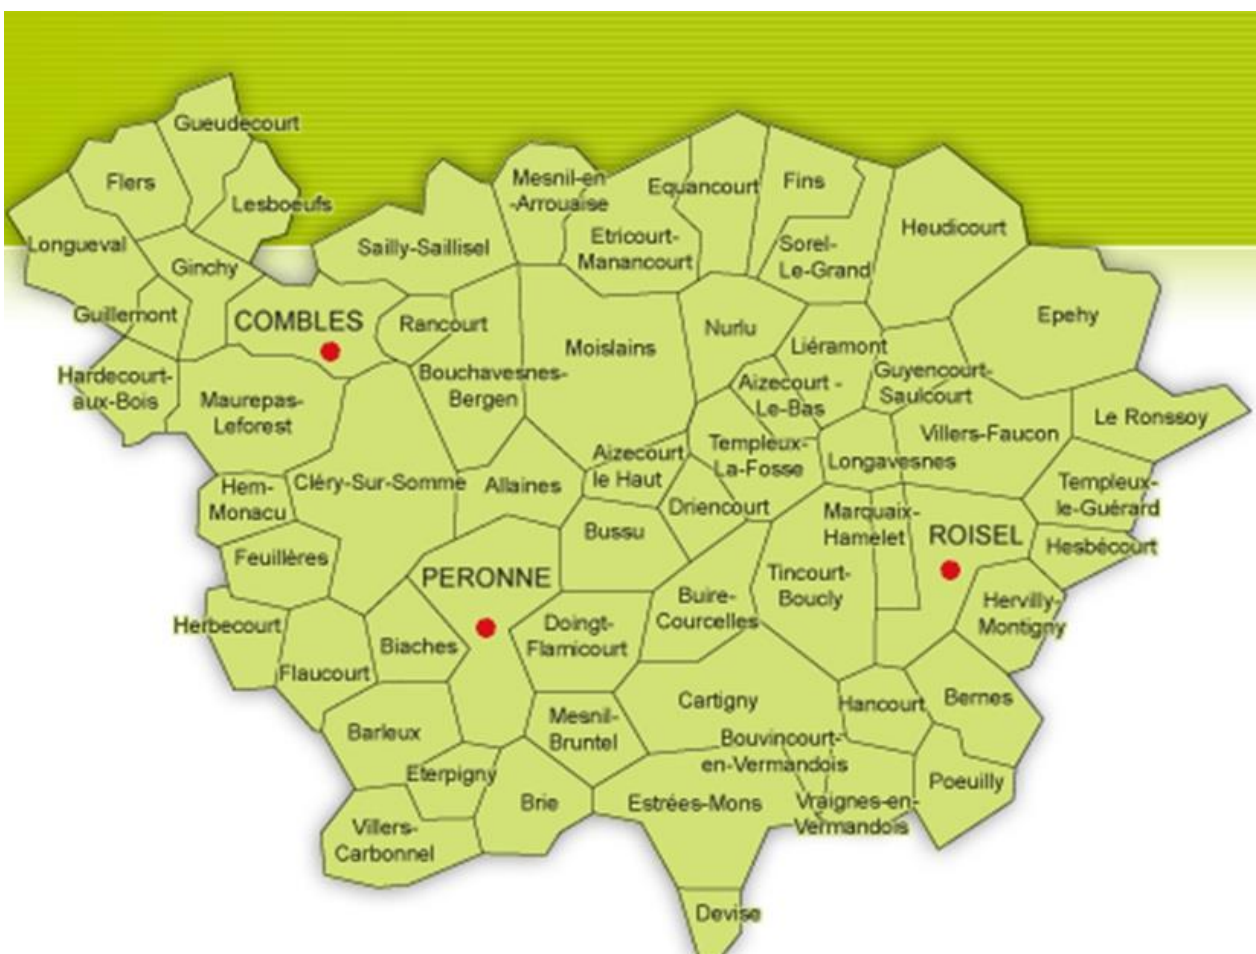 Gueudecourt
Flers
Lesboeufs
Longueval
Ginchy
Guillemont
Hardecourt-
aux-Bois
Sailly-Saillisel
COMBLES
Rancourt
Maurepas-
Leforest
Bouchavesnes-
Bergen
Mesnil-en
-Arrouaise
Equancourt
Etricourt-
Manancourt
Fins
Sorel-
Le-Grand
Heudicourt
Epehy
Moislains
Nurlu
Liéramont
Guyencourt-
Saulcourt
Aizecourt -
Le-Bas
Le Ronssoy
Villers-Faucon
Templeux-
La-Fosse
Longavesnes
Aizecourt
le Haut
Templeux-
le-Guérard
Hem-
Monacu
Cléry-Sur-Somme
Allaines
Driencourt
Bussu
Marquaix-
Hamelet
ROISEL
Hesbécourt
Feuillères
PERONNE
Tincourt-
Boucly
Buire-
Courcelles
Hervilly-
Montigny
Herbecourt
Biaches
Doingt-
Flamicourt
Flaucourt
Cartigny
Hancourt
Bernes
Barleux
Mesnil-
Bruntel
Bouvincourt-
en-Vermandois
Eterpigny
Brie
Estrées-Mons
Vraignes-en-
Vermandois
Poeuilly
Villers-
Carbonnel
Devise